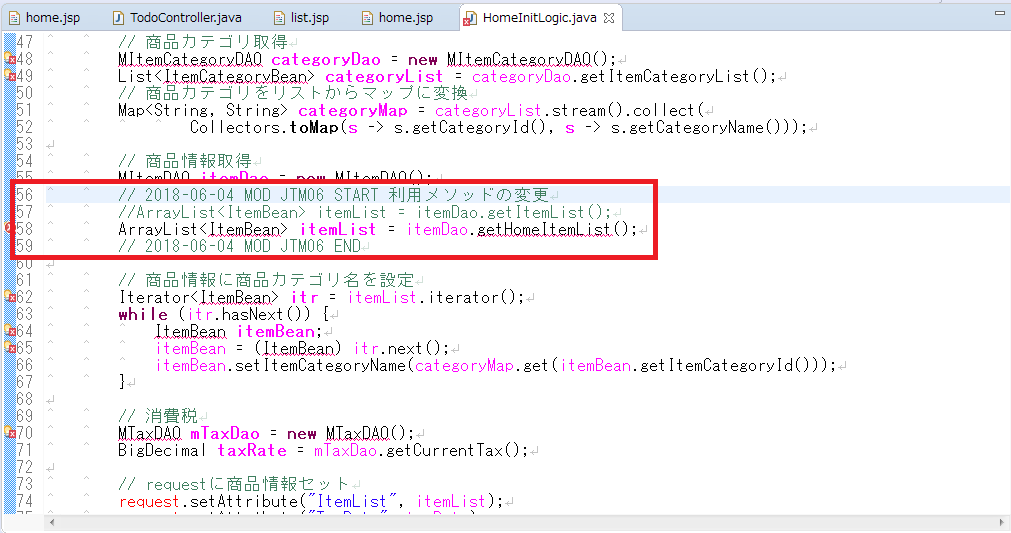 home.jsp TodoController.java list.jsp home.jsp HomeInitLogic.java
47 // 商品カテゴリ取得
48 MItemCategoryDAO categoryDao = new MItemCategoryDAO();
49 List<ItemCategoryBean> categoryList = categoryDao.getItemCategoryList();
50 // 商品カテゴリをリストからマップに変換
51 Map<String, String> categoryMap = categoryList.stream().collect(
52 Collectors.toMap(s -> s.getCategoryId(), s -> s.getCategoryName()));
53
54 // 商品情報取得
55 MItemDAO itemDao = new MItemDAO();
56 // 2018-06-04 MOD JTM06 START 利用メソッドの変更
57 //ArrayList<ItemBean> itemList = itemDao.getItemList();
58 ArrayList<ItemBean> itemList = itemDao.getHomeItemList();
59 // 2018-06-04 MOD JTM06 END
60
61 // 商品情報に商品カテゴリ名を設定
62 Iterator<ItemBean> itr = itemList.iterator();
63 while (itr.hasNext()) {
64 ItemBean itemBean;
65 itemBean = (ItemBean) itr.next();
66 itemBean.setItemCategoryName(categoryMap.get(itemBean.getItemCategoryId()));
67 }
68
69 // 消費税
70 MTaxDAO mTaxDao = new MTaxDAO();
71 BigDecimal taxRate = mTaxDao.getCurrentTax();
72
73 // requestに商品情報セット
74 request.setAttribute("ItemList", itemList);
75